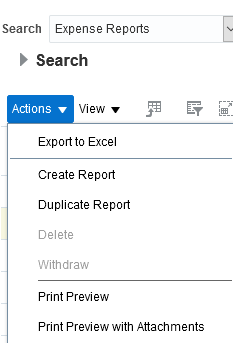 Search Expense Reports
Search
Actions View
Export to Excel
Create Report
Duplicate Report
Delete
Withdraw
Print Preview
Print Preview with Attachments